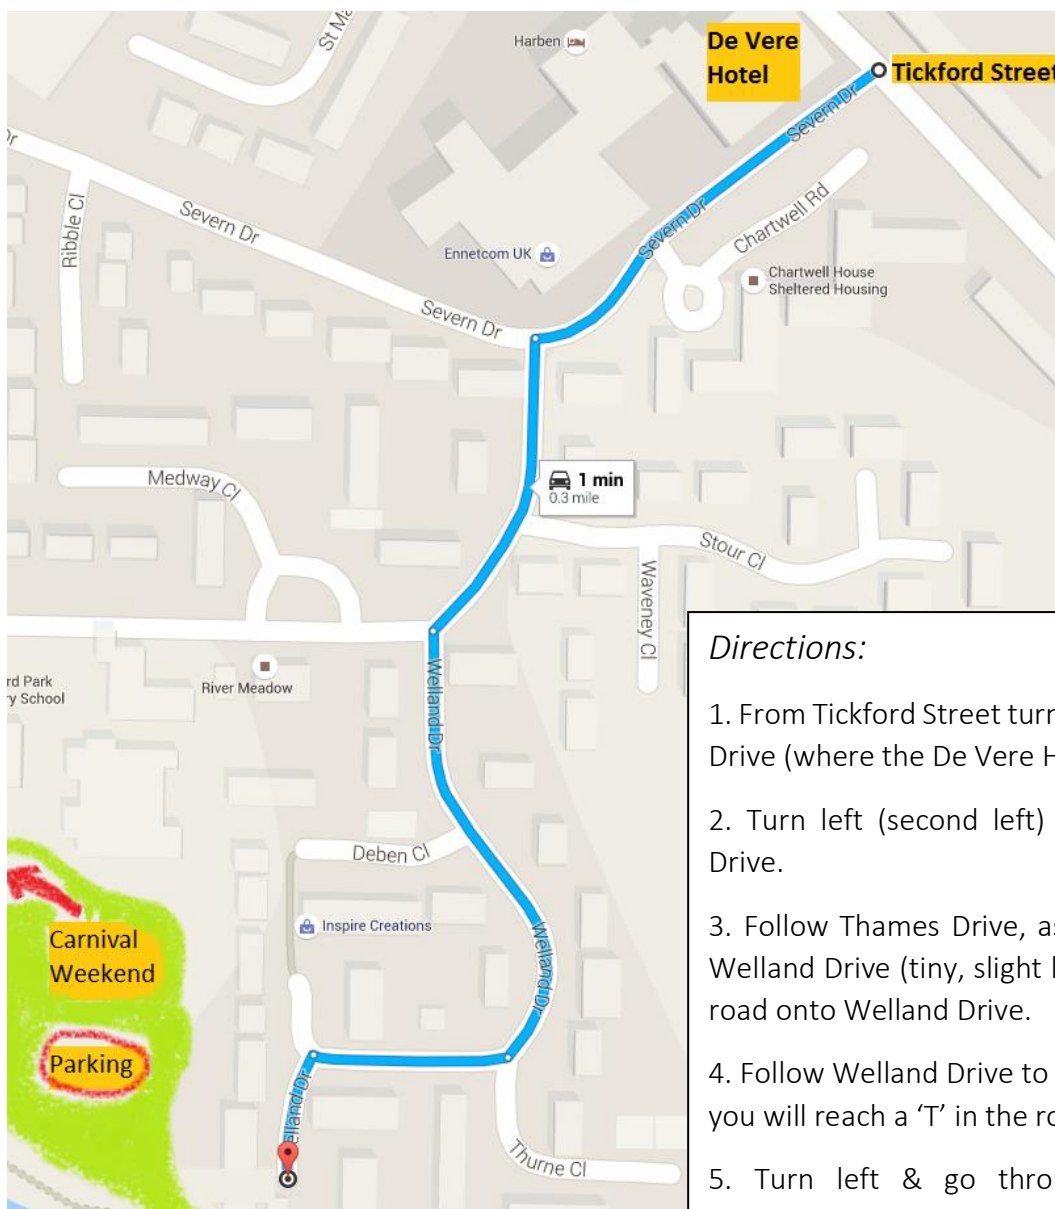 St Ma
Harben
De Vere
Hotel
Tickford Street
Severn Dr
Dr
Ribble Cl
Severn Dr
Severn Dr
Chartwell Rd
Ennetcom UK
Chartwell House
Sheltered Housing
Severn Dr
Medway Cl
1 min
0.3 mile
Stour Cl
Waveney Cl
rd Park
ry School
River Meadow
Welland Dr
Deben Cl
Inspire Creations
Carnival
Weekend
Welland Dr
Parking
elland Dr
Thurne Cl
Directions:
1. From Tickford Street turn
Drive (where the De Vere H
2. Turn left (second left)
Drive.
3. Follow Thames Drive, as
Welland Drive (tiny, slight
road onto Welland Drive.
4. Follow Welland Drive to
you will reach a ‘T’ in the ro
5. Turn left & go thro